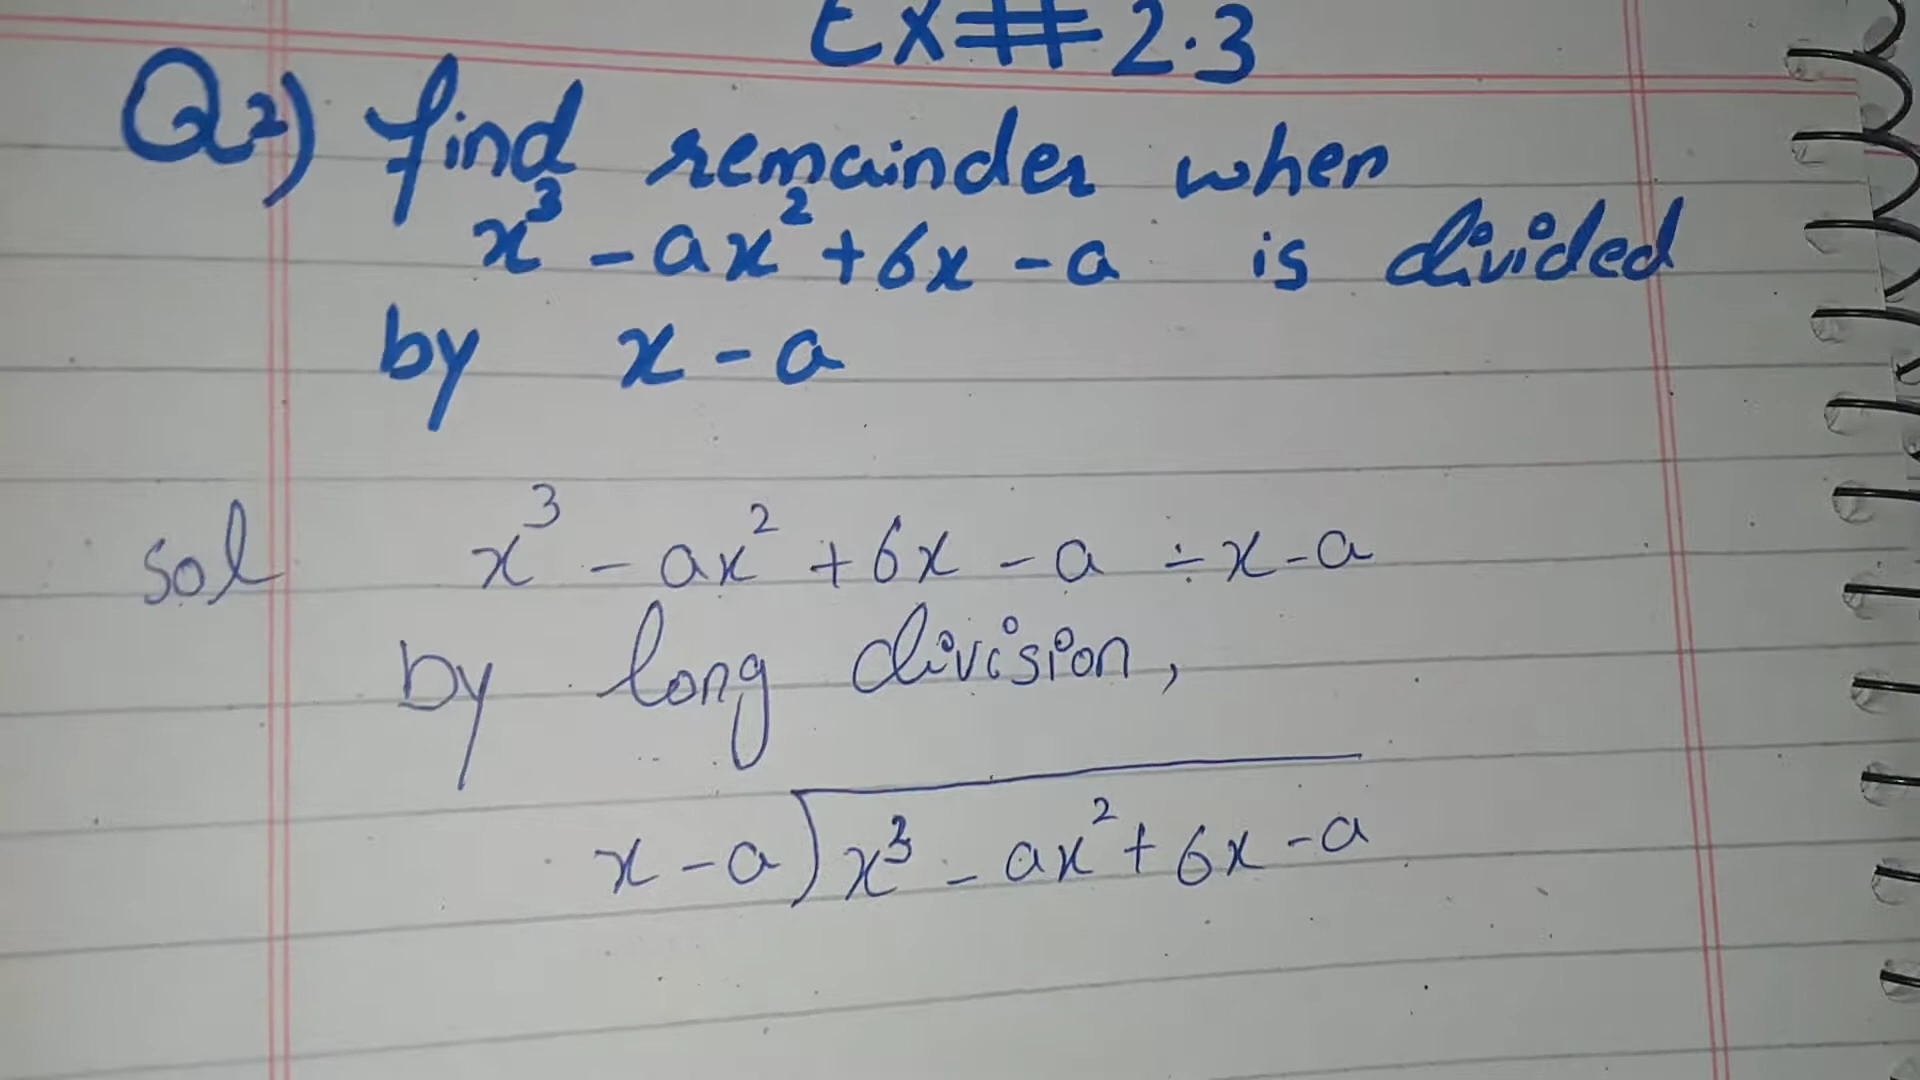 Ex#2.3
Q2) find remainder when
x³ - ax² + 6x - a is divided
by x - a
sol x³ - ax² + 6x - a ÷ x - a
by long division,
x - a) x³ - ax² + 6x - a